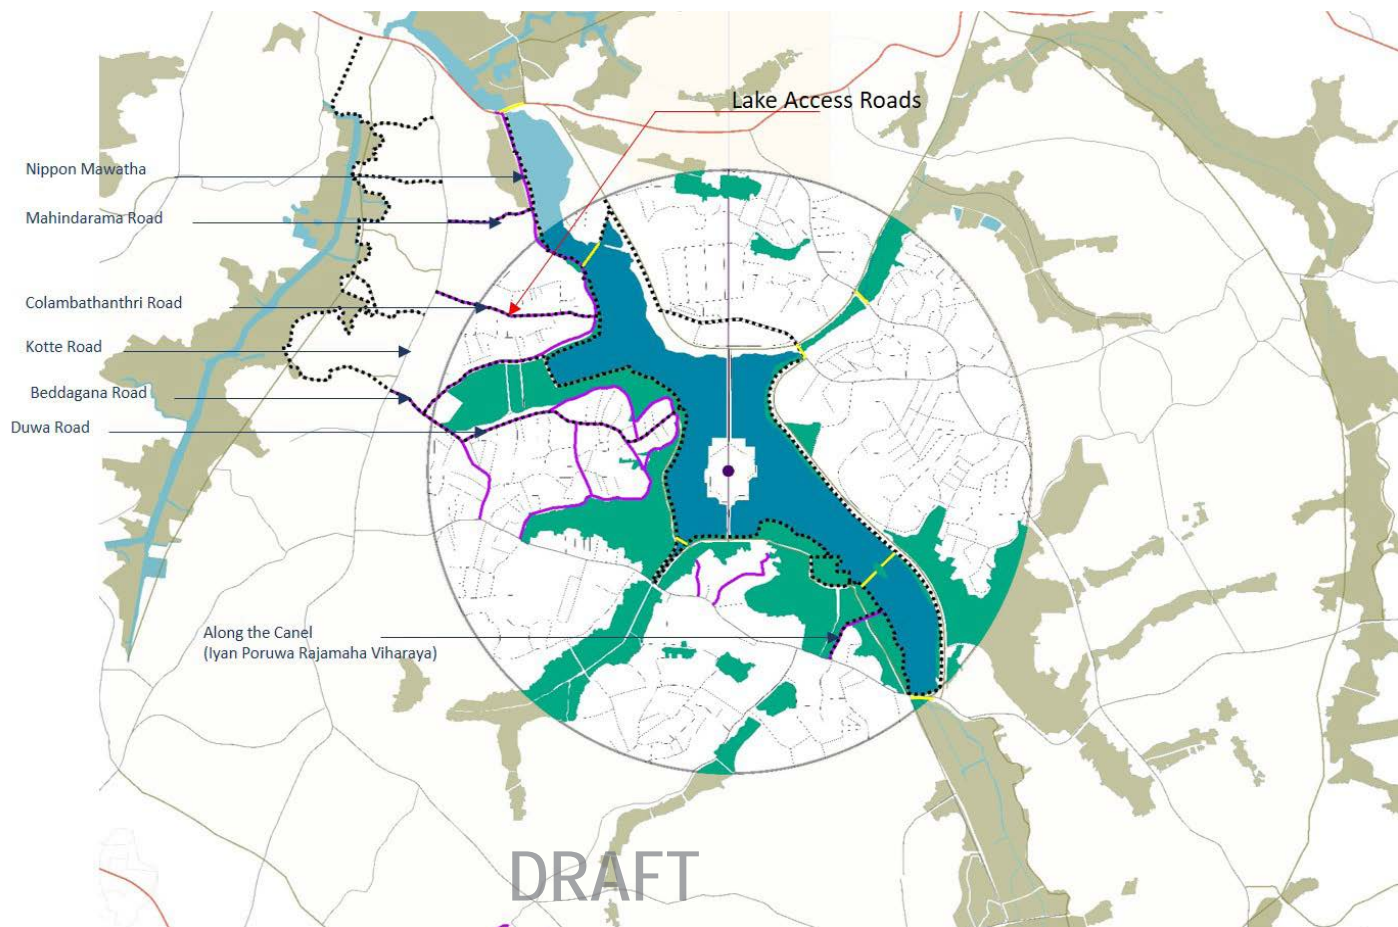 Lake Access Roads
Nippon Mawatha
Mahindarama Road
Colambathanthri Road
Kotte Road
Beddagana Road
Duwa Road
Along the Canel
(Iyan Poruwa Rajamaha Viharaya)
DRAFT